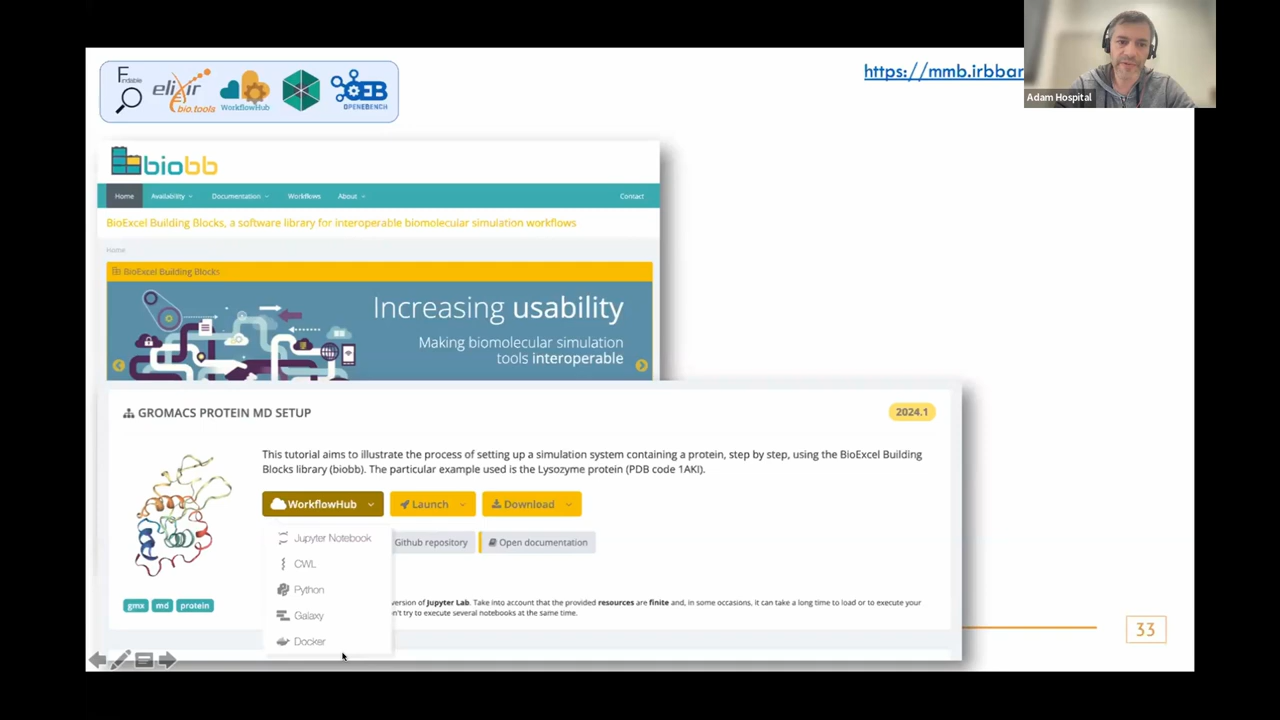 Findable
elixir
bio.tools
WorkflowHub
OEB
OPENEBENCH
https://mmb.irbbar
Adam Hospital
biobb
Home Availability Documentation Workflows About Contact
BioExcel Building Blocks, a software library for interoperable biomolecular simulation workflows
Home
BioExcel Building Blocks
Increasing usability
Making biomolecular simulation
tools interoperable
GROMACS PROTEIN MD SETUP
2024.1
This tutorial aims to illustrate the process of setting up a simulation system containing a protein, step by step, using the BioExcel Building
Blocks library (biobb). The particular example used is the Lysozyme protein (PDB code 1AKI).
WorkflowHub Launch Download
Jupyter Notebook
Github repository Open documentation
CWL
Python
Galaxy
Docker
gmx md protein
version of Jupyter Lab. Take into account that the provided resources are finite and, in some occasions, it can take a long time to load or to execute your
n't try to execute several notebooks at the same time.
33